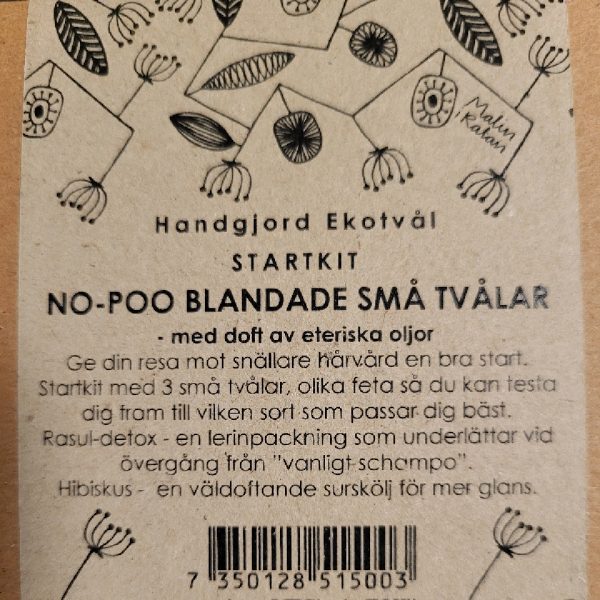 Malin
Ratan
Handgjord Ekotvål
STARTKIT
NO-POO BLANDADE SMÅ TVÅLAR
- med doft av eteriska oljor
Ge din resa mot snällare hårvård en bra start.
Startkit med 3 små tvålar, olika feta så du kan testa
dig fram till vilken sort som passar dig bäst.
Rasul-detox - en lerinpackning som underlättar vid
övergång från "vanligt schampo".
Hibiskus - en väldoftande surskölj för mer glans.
7 350128 515003